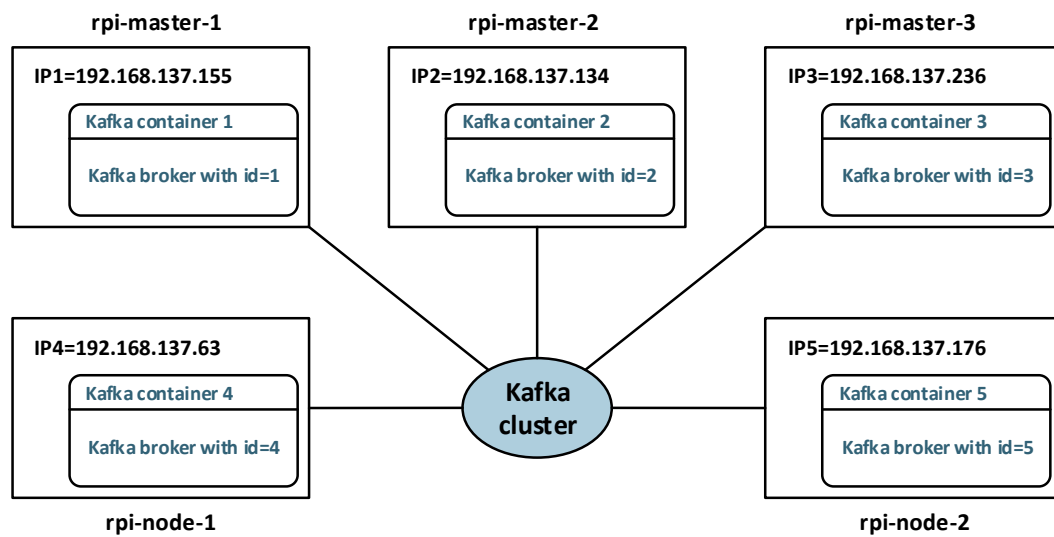 rpi-master-1
IP1=192.168.137.155
Kafka container 1
Kafka broker with id=1
rpi-master-2
IP2=192.168.137.134
Kafka container 2
Kafka broker with id=2
rpi-master-3
IP3=192.168.137.236
Kafka container 3
Kafka broker with id=3
IP4=192.168.137.63
Kafka container 4
Kafka broker with id=4
rpi-node-1
Kafka
cluster
IP5=192.168.137.176
Kafka container 5
Kafka broker with id=5
rpi-node-2